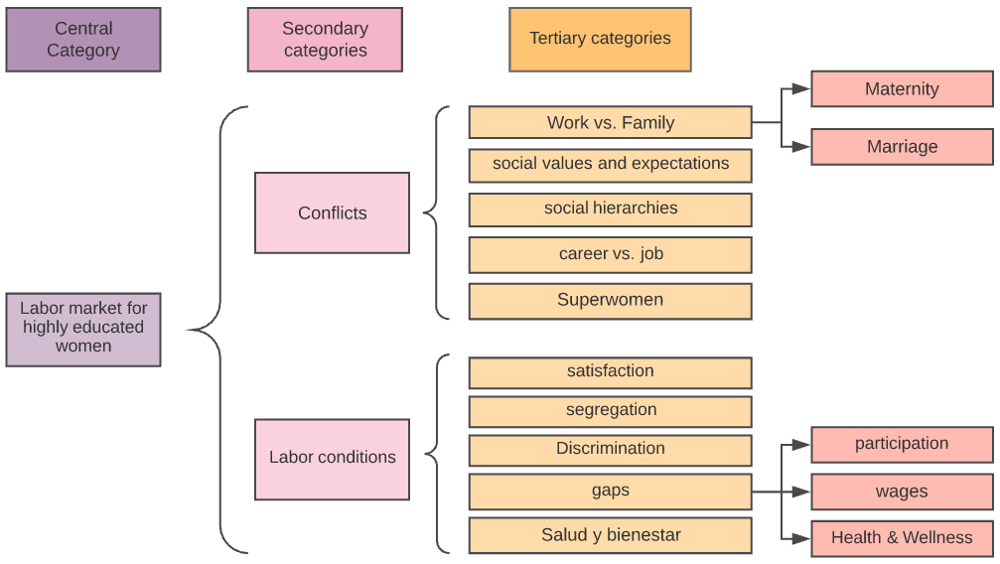 Central
Category
Secondary
categories
Tertiary categories
Maternity
Work vs. Family
Marriage
social values and expectations
Conflicts
social hierarchies
career vs. job
Superwomen
Labor market for
highly educated
women
satisfaction
segregation
Discrimination
Labor conditions
gaps
Salud y bienestar
participation
wages
Health & Wellness